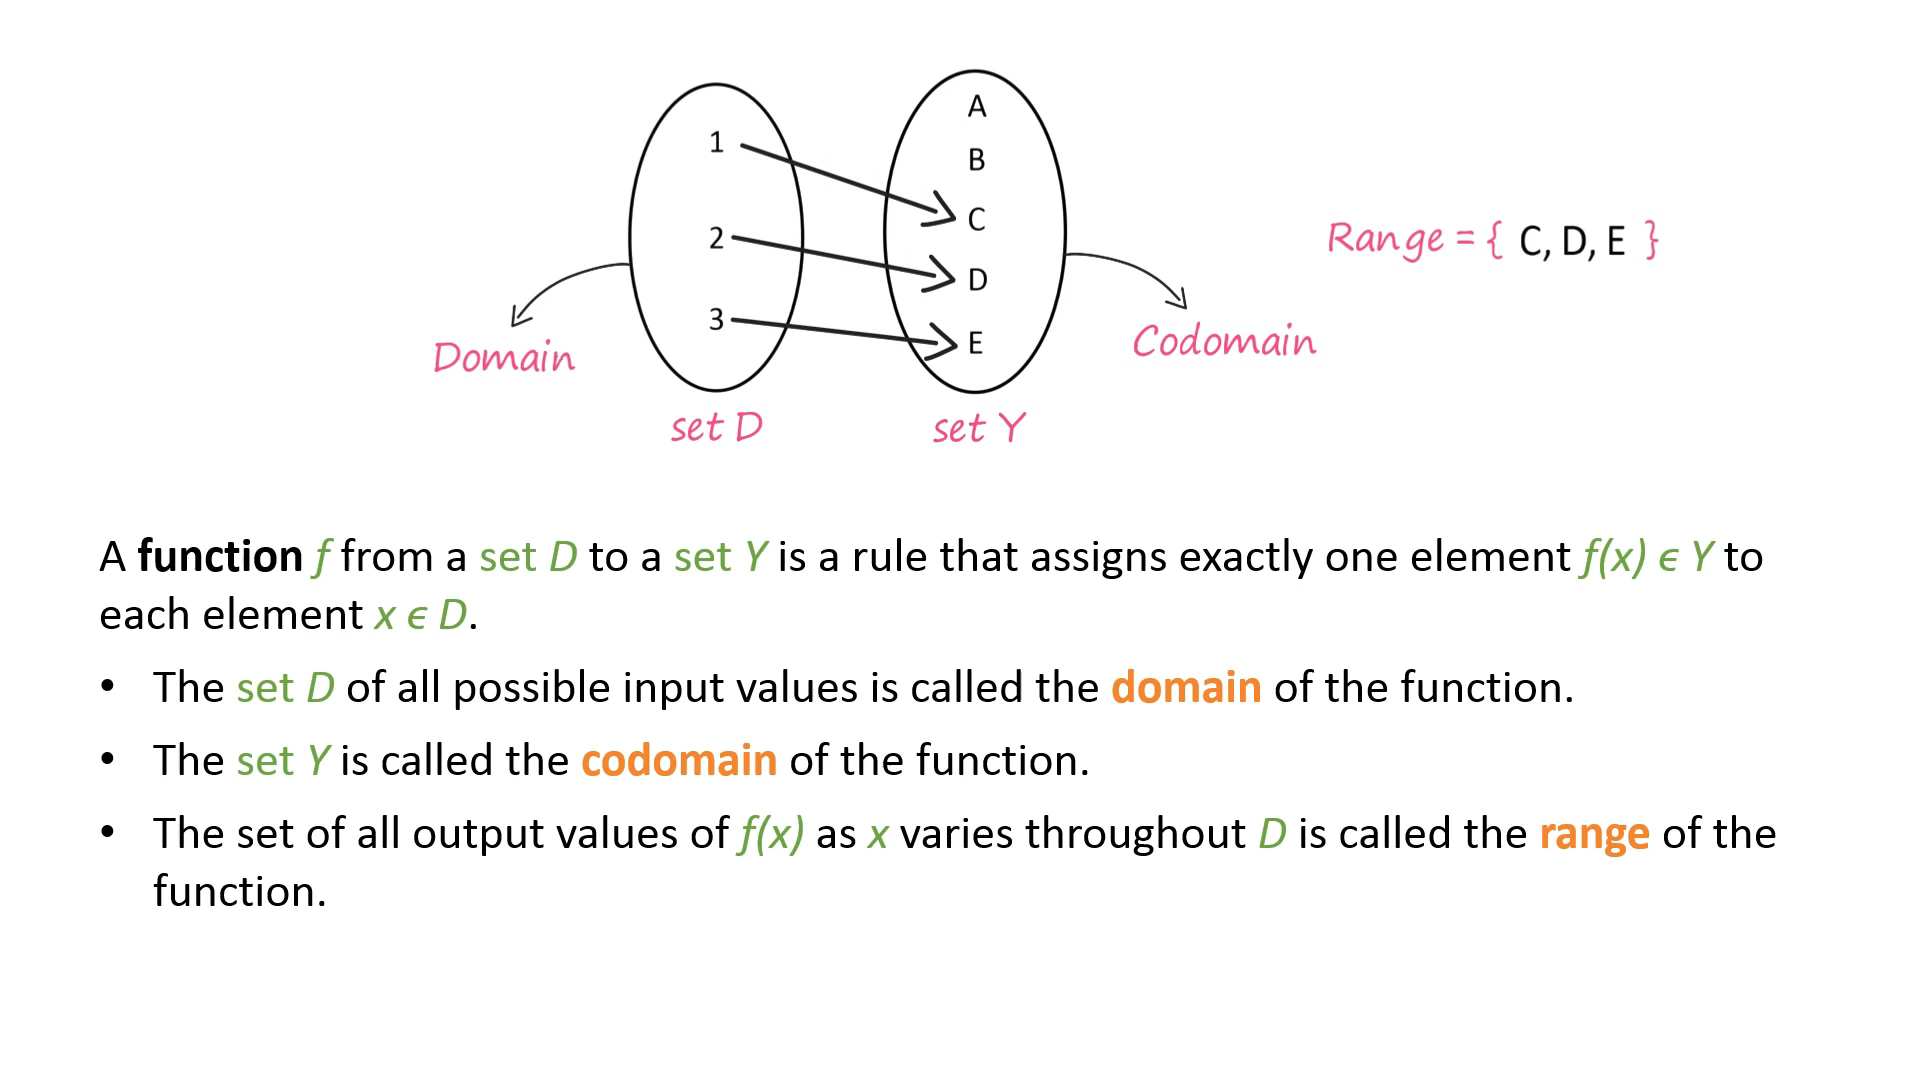 A
1
B
C
2
Range = { C, D, E }
D
3
E
Domain
Codomain
set D
set Y
A function f from a set D to a set Y is a rule that assigns exactly one element f(x) ϵ Y to
each element x ϵ D.
• The set D of all possible input values is called the domain of the function.
• The set Y is called the codomain of the function.
• The set of all output values of f(x) as x varies throughout D is called the range of the
function.